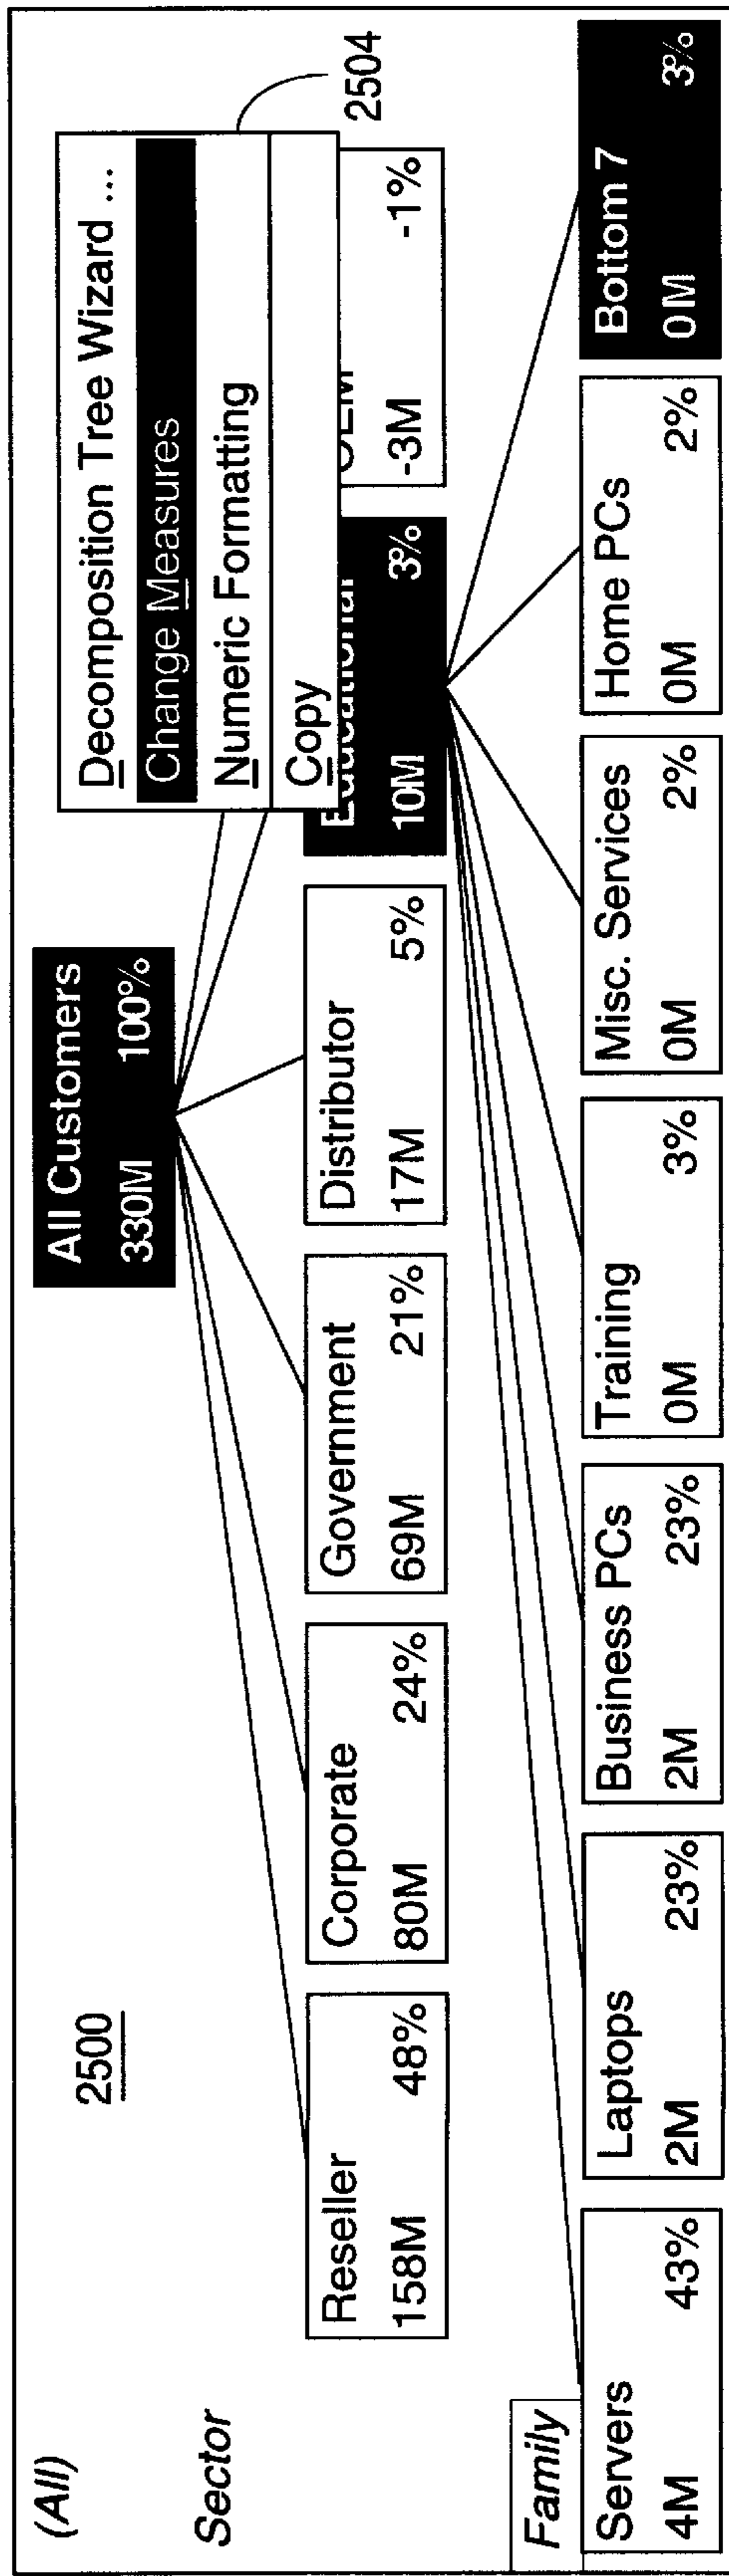 (All)
2500
All Customers
330M 100%
Decomposition Tree Wizard ...
Change Measures
Numeric Formatting
Copy
2504
Sector
Reseller
158M 48%
Corporate
80M 24%
Government
69M 21%
Distributor
17M 5%
Educational
10M 3%
OEM
-3M -1%
Family
Servers
4M 43%
Laptops
2M 23%
Business PCs
2M 23%
Training
0M 3%
Misc. Services
0M 2%
Home PCs
0M 2%
Bottom 7
0M 3%